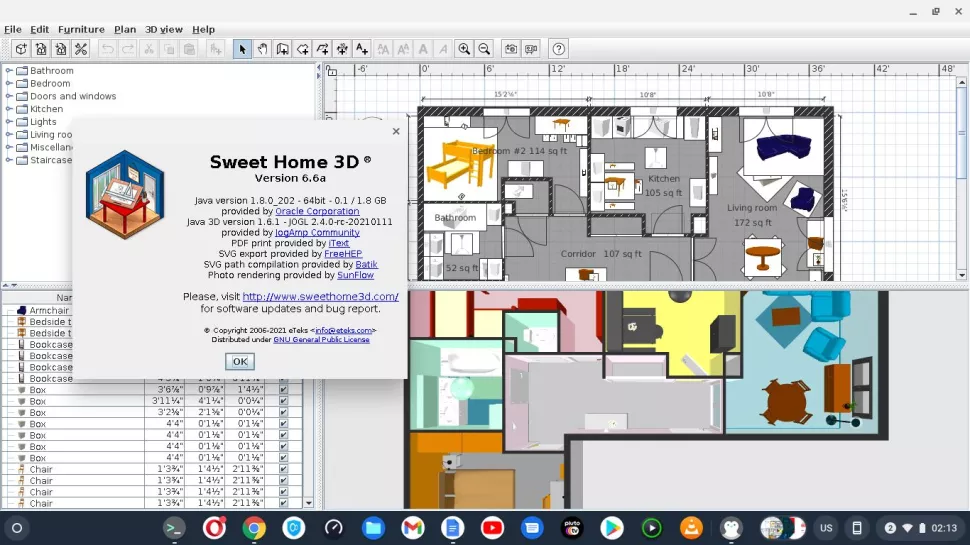 File Edit Furniture Plan 3D view Help
-6' 0' 6' 12' 18' 24' 30' 36' 42' 48'
Bathroom
Bedroom
Doors and windows
Kitchen
Lights
Living roo
Miscellan
Staircase
10'8" 10'8"
Bedroom #2 114 sq ft
Kitchen
105 sq ft
Living room
172 sq ft
Bathroom
52 sq ft
Corridor 107 sq ft
Sweet Home 3D ®
Version 6.6a
Java version 1.8.0_202 - 64bit - 0.1 / 1.8 GB
provided by Oracle Corporation
Java 3D version 1.6.1 - JOGL 2.4.0-rc-20210111
provided by JogAmp Community
PDF print provided by iText
SVG export provided by FreeHEP
SVG path compilation provided by Batik
Photo rendering provided by SunFlow
Please, visit http://www.sweethome3d.com/
for software updates and bug report.
© Copyright 2006-2021 eTeks <info@eteks.com>
Distributed under GNU General Public License
OK
Nam
Armchair
Bedside t
Bedside t
Bookcase
Bookcase
Bookcase
Bookcase
Box 3'6⅛" 0'9⅞" 1'4½"
Box 3'11¼" 4'1¼" 0'0¼"
Box 3'2⅜" 2'1⅝" 0'0¼"
Box 4'4" 0'1⅛" 0'1⅝"
Box 4'4" 0'1⅛" 0'1⅝"
Box 4'4" 0'1⅛" 0'1⅝"
Box 4'4" 0'1⅛" 0'1⅝"
Chair 1'3¾" 1'4½" 2'11⅜"
Chair 1'3¾" 1'4½" 2'11⅜"
Chair 1'3¾" 1'4½" 2'11⅜"
Chair 1'3¾" 1'4½" 2'11⅜"
pluto tv
US 2 02:13